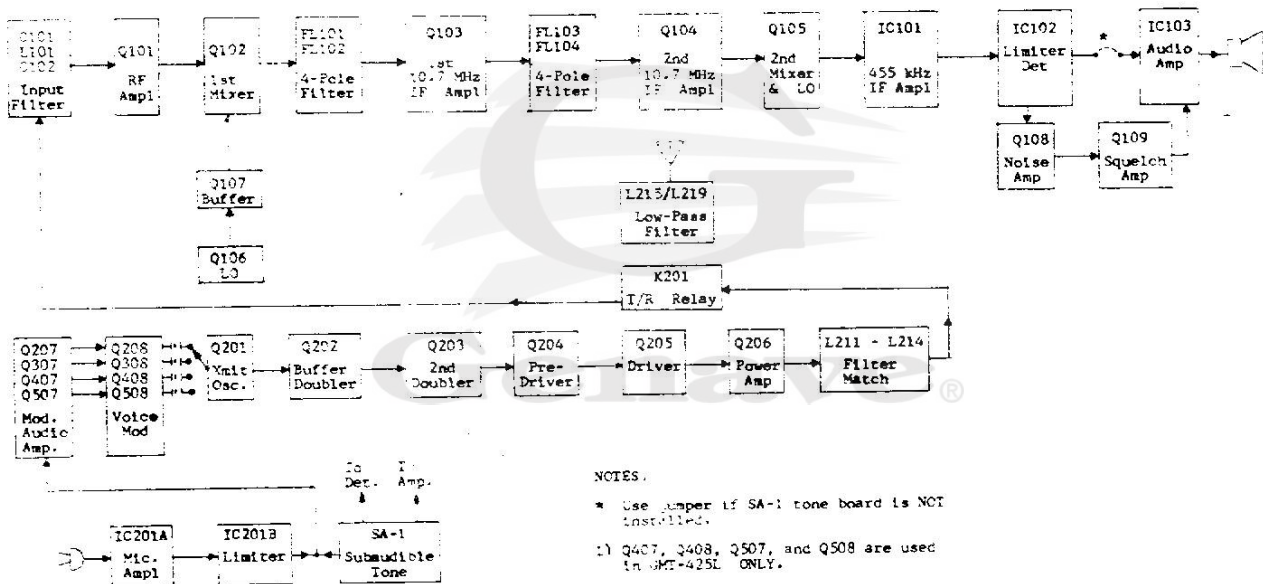 L101
C102
Input
Filter
Q101
RF
Ampl
Q102
1st
Mixer
FL101
FL102
4-Pole
Filter
Q103
1st
10.7 MHz
IF Ampl
FL103
FL104
4-Pole
Filter
Q104
2nd
10.7 MHz
IF Ampl
Q105
2nd
Mixer
& LO
IC101
455 kHz
IF Ampl
IC102
Limiter
Det
*
IC103
Audio
Amp
Q108
Noise
Amp
Q109
Squelch
Amp
Q107
Buffer
Q106
LO
L215/L219
Low-Pass
Filter
K201
T/R Relay
Q207
Q307
Q407
Q507
Mod.
Audio
Amp.
Q208
Q308
Q408
Q508
Voice
Mod
Q201
Xmit
Osc.
Q202
Buffer
Doubler
Q203
2nd
Doubler
Q204
Pre-
Driver
Q205
Driver
Q206
Power
Amp
L211 - L214
Filter
Match
Genave®
To
Det.
Amp.
IC201A
Mic.
Ampl
IC201B
Limiter
SA-1
Subaudible
Tone
NOTES.
* Use jumper if SA-1 tone board is NOT
installed.
1) Q407, Q408, Q507, and Q508 are used
in GMT-425L ONLY.